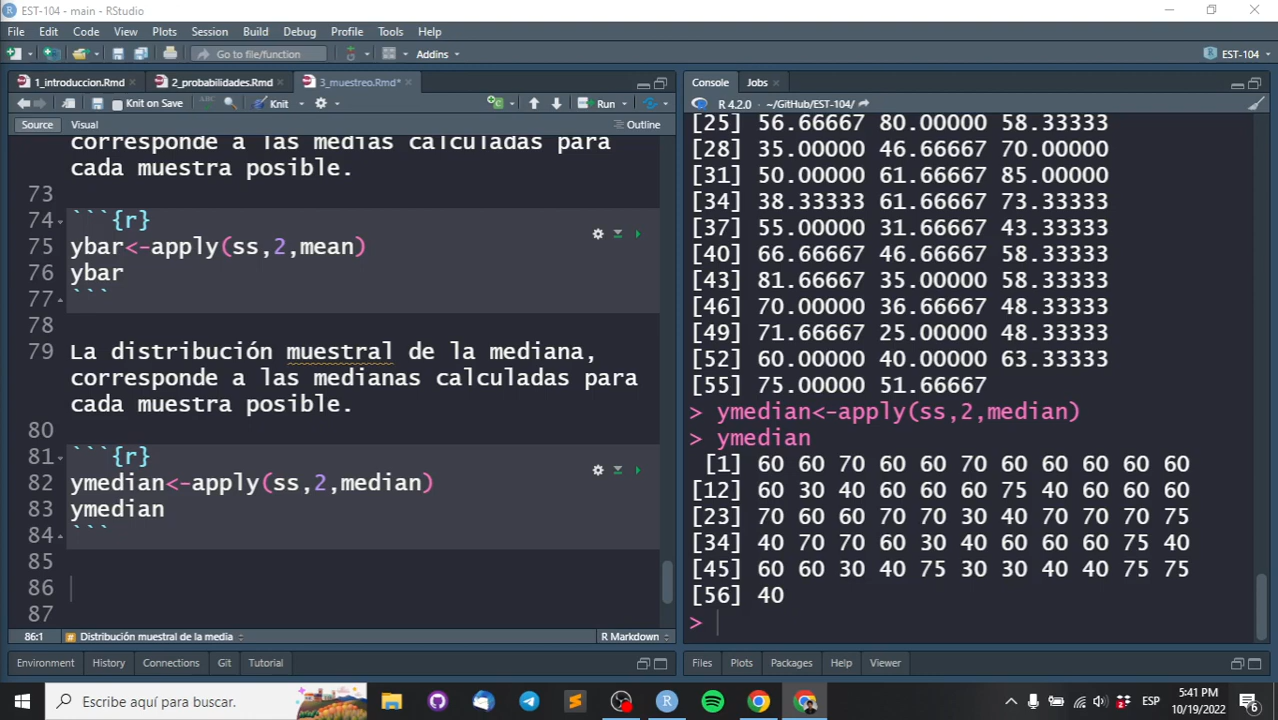 EST-104 - main - RStudio
File Edit Code View Plots Session Build Debug Profile Tools Help
Go to file/function Addins EST-104
1_introduccion.Rmd 2_probabilidades.Rmd 3_muestreo.Rmd*
Knit on Save ABC Knit Run
Source Visual Outline
corresponde a las medias calculadas para
cada muestra posible.
73
74 ```{r}
75 ybar<-apply(ss,2,mean)
76 ybar
77 ```
78
79 La distribución muestral de la mediana,
corresponde a las medianas calculadas para
cada muestra posible.
80
81 ```{r}
82 ymedian<-apply(ss,2,median)
83 ymedian
84 ```
85
86
87
86:1 # Distribución muestral de la media R Markdown
Environment History Connections Git Tutorial
Console Jobs
R 4.2.0 · ~/GitHub/EST-104/
[25] 56.66667 80.00000 58.33333
[28] 35.00000 46.66667 70.00000
[31] 50.00000 61.66667 85.00000
[34] 38.33333 61.66667 73.33333
[37] 55.00000 31.66667 43.33333
[40] 66.66667 46.66667 58.33333
[43] 81.66667 35.00000 58.33333
[46] 70.00000 36.66667 48.33333
[49] 71.66667 25.00000 48.33333
[52] 60.00000 40.00000 63.33333
[55] 75.00000 51.66667
> ymedian<-apply(ss,2,median)
> ymedian
[1] 60 60 70 60 60 70 60 60 60 60 60
[12] 60 30 40 60 60 60 75 40 60 60 60
[23] 70 60 60 70 70 30 40 70 70 70 75
[34] 40 70 70 60 30 40 60 60 60 75 40
[45] 60 60 30 40 75 30 30 40 40 75 75
[56] 40
>
Files Plots Packages Help Viewer
Escribe aquí para buscar.
ESP
5:41 PM
10/19/2022
6